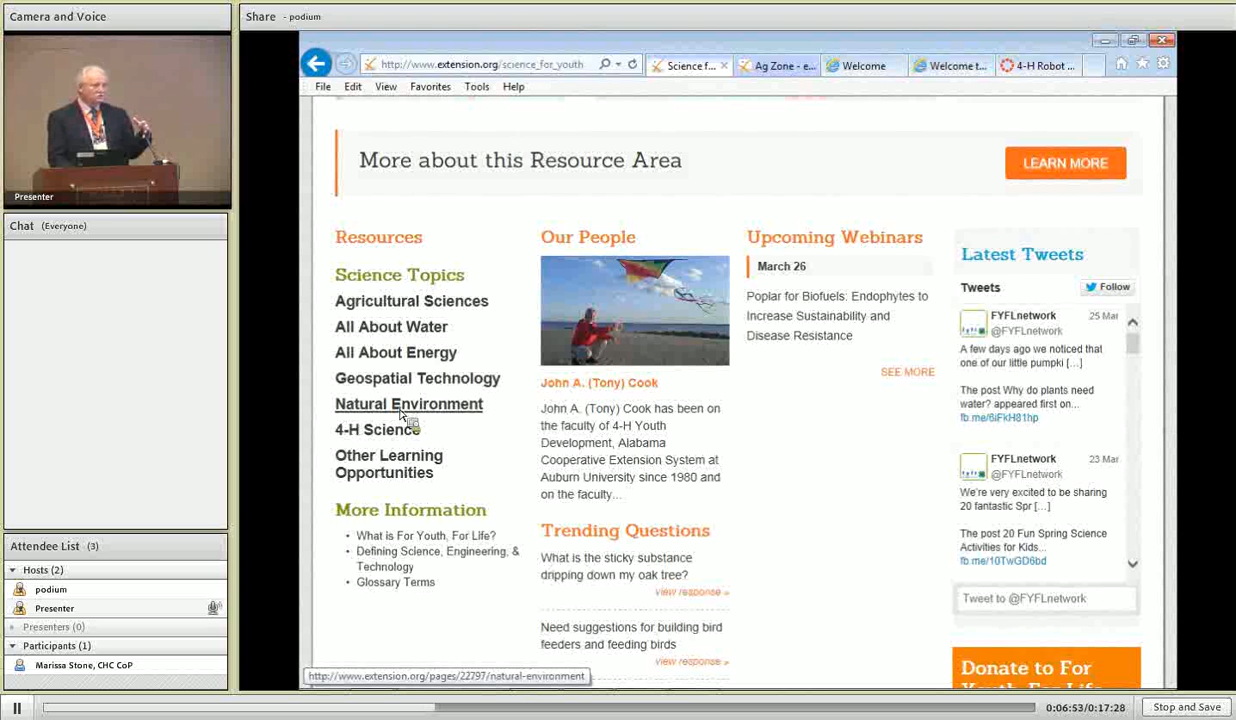 Camera and Voice
Presenter
Chat (Everyone)
Attendee List (3)
Hosts (2)
podium
Presenter
Presenters (0)
Participants (1)
Marissa Stone, CHC CoP
Share - podium
http://www.extension.org/science_for_youth
Science f...
Ag Zone - e...
Welcome
Welcome t...
4-H Robot ...
File Edit View Favorites Tools Help
More about this Resource Area
LEARN MORE
Resources
Science Topics
Agricultural Sciences
All About Water
All About Energy
Geospatial Technology
Natural Environment
4-H Science
Other Learning
Opportunities
More Information
What is For Youth, For Life?
Defining Science, Engineering, &
Technology
Glossary Terms
Our People
John A. (Tony) Cook
John A. (Tony) Cook has been on
the faculty of 4-H Youth
Development, Alabama
Cooperative Extension System at
Auburn University since 1980 and
on the faculty...
Trending Questions
What is the sticky substance
dripping down my oak tree?
view response »
Need suggestions for building bird
feeders and feeding birds
view response »
Upcoming Webinars
March 26
Poplar for Biofuels: Endophytes to
Increase Sustainability and
Disease Resistance
SEE MORE
Latest Tweets
Tweets
Follow
FYFLnetwork 25 Mar
@FYFLnetwork
A few days ago we noticed that
one of our little pumpki [...]
The post Why do plants need
water? appeared first on...
fb.me/6iFkH81hp
FYFLnetwork 23 Mar
@FYFLnetwork
We're very excited to be sharing
20 fantastic Spr [...]
The post 20 Fun Spring Science
Activities for Kids...
fb.me/10TwGD6bd
Tweet to @FYFLnetwork
Donate to For
Youth, For Life
http://www.extension.org/pages/22797/natural-environment
0:06:53/0:17:28
Stop and Save